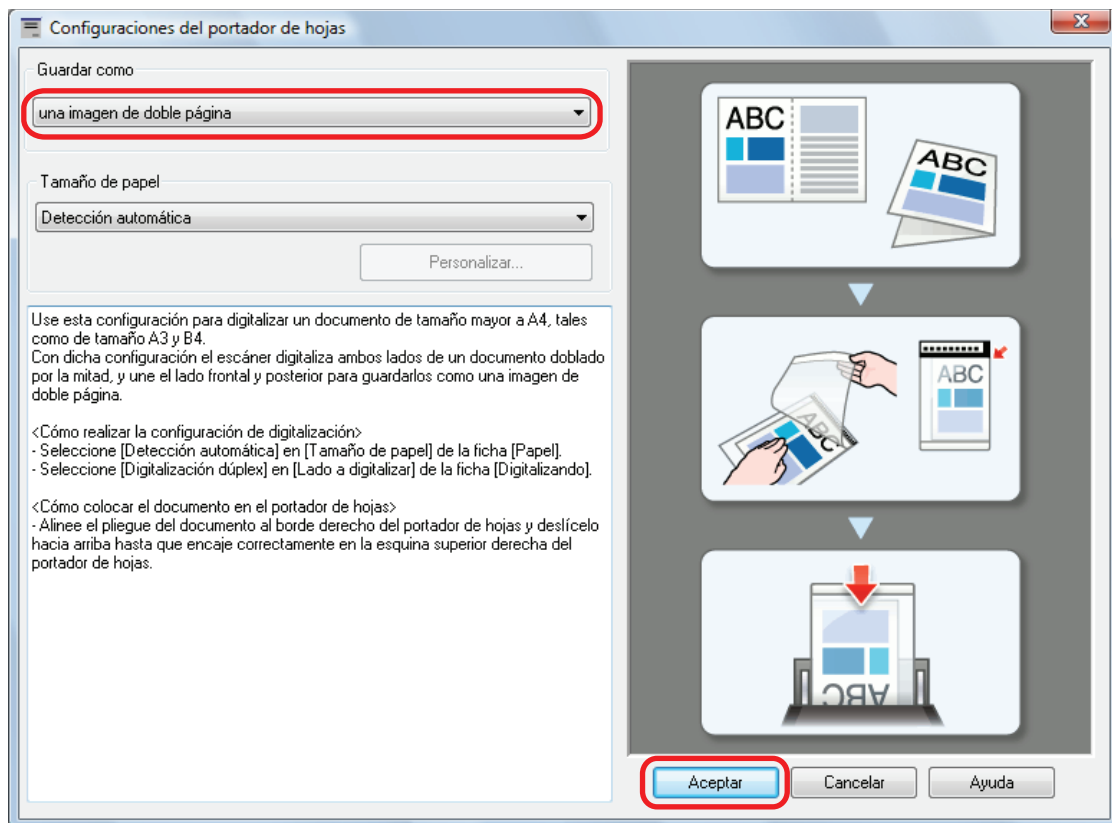 Configuraciones del portador de hojas
Guardar como
una imagen de doble página
Tamaño de papel
Detección automática
Personalizar...
Use esta configuración para digitalizar un documento de tamaño mayor a A4, tales
como de tamaño A3 y B4.
Con dicha configuración el escáner digitaliza ambos lados de un documento doblado
por la mitad, y une el lado frontal y posterior para guardarlos como una imagen de
doble página.
<Cómo realizar la configuración de digitalización>
- Seleccione [Detección automática] en [Tamaño de papel] de la ficha [Papel].
- Seleccione [Digitalización dúplex] en [Lado a digitalizar] de la ficha [Digitalizando].
<Cómo colocar el documento en el portador de hojas>
- Alinee el pliegue del documento al borde derecho del portador de hojas y deslícelo
hacia arriba hasta que encaje correctamente en la esquina superior derecha del
portador de hojas.
ABC
ABC
ABC
ABC
ABC
Aceptar
Cancelar
Ayuda